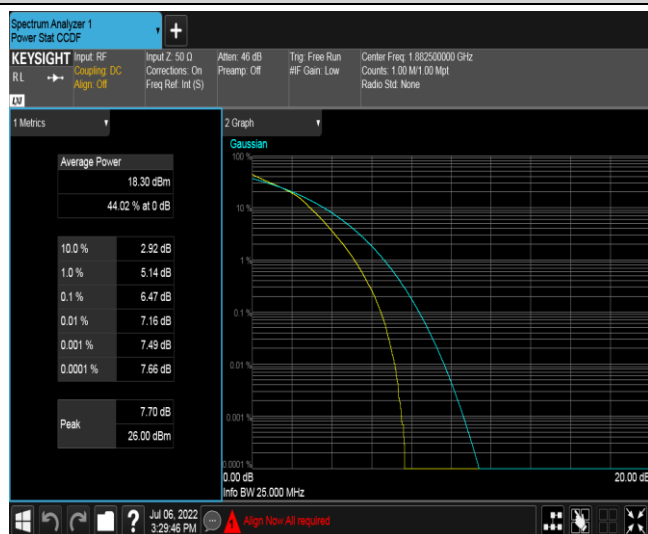 Spectrum Analyzer 1
Power Stat CCDF
+
KEYSIGHT
R L
LXI
Input: RF
Coupling: DC
Align: Off
Input Z: 50 Ω
Corrections: On
Freq Ref: Int (S)
Atten: 46 dB
Preamp: Off
Trig: Free Run
#IF Gain: Low
Center Freq: 1.882500000 GHz
Counts: 1.00 M/1.00 Mpt
Radio Std: None
1 Metrics
Average Power
18.30 dBm
44.02 % at 0 dB
10.0 % 2.92 dB
1.0 % 5.14 dB
0.1 % 6.47 dB
0.01 % 7.16 dB
0.001 % 7.49 dB
0.0001 % 7.66 dB
Peak 7.70 dB
26.00 dBm
2 Graph
Gaussian
100 %
10 %
1 %
0.1 %
0.01 %
0.001 %
0.0001 %
0.00 dB 20.00 dB
Info BW 25.000 MHz
?
Jul 06, 2022
3:29:46 PM
Align Now All required